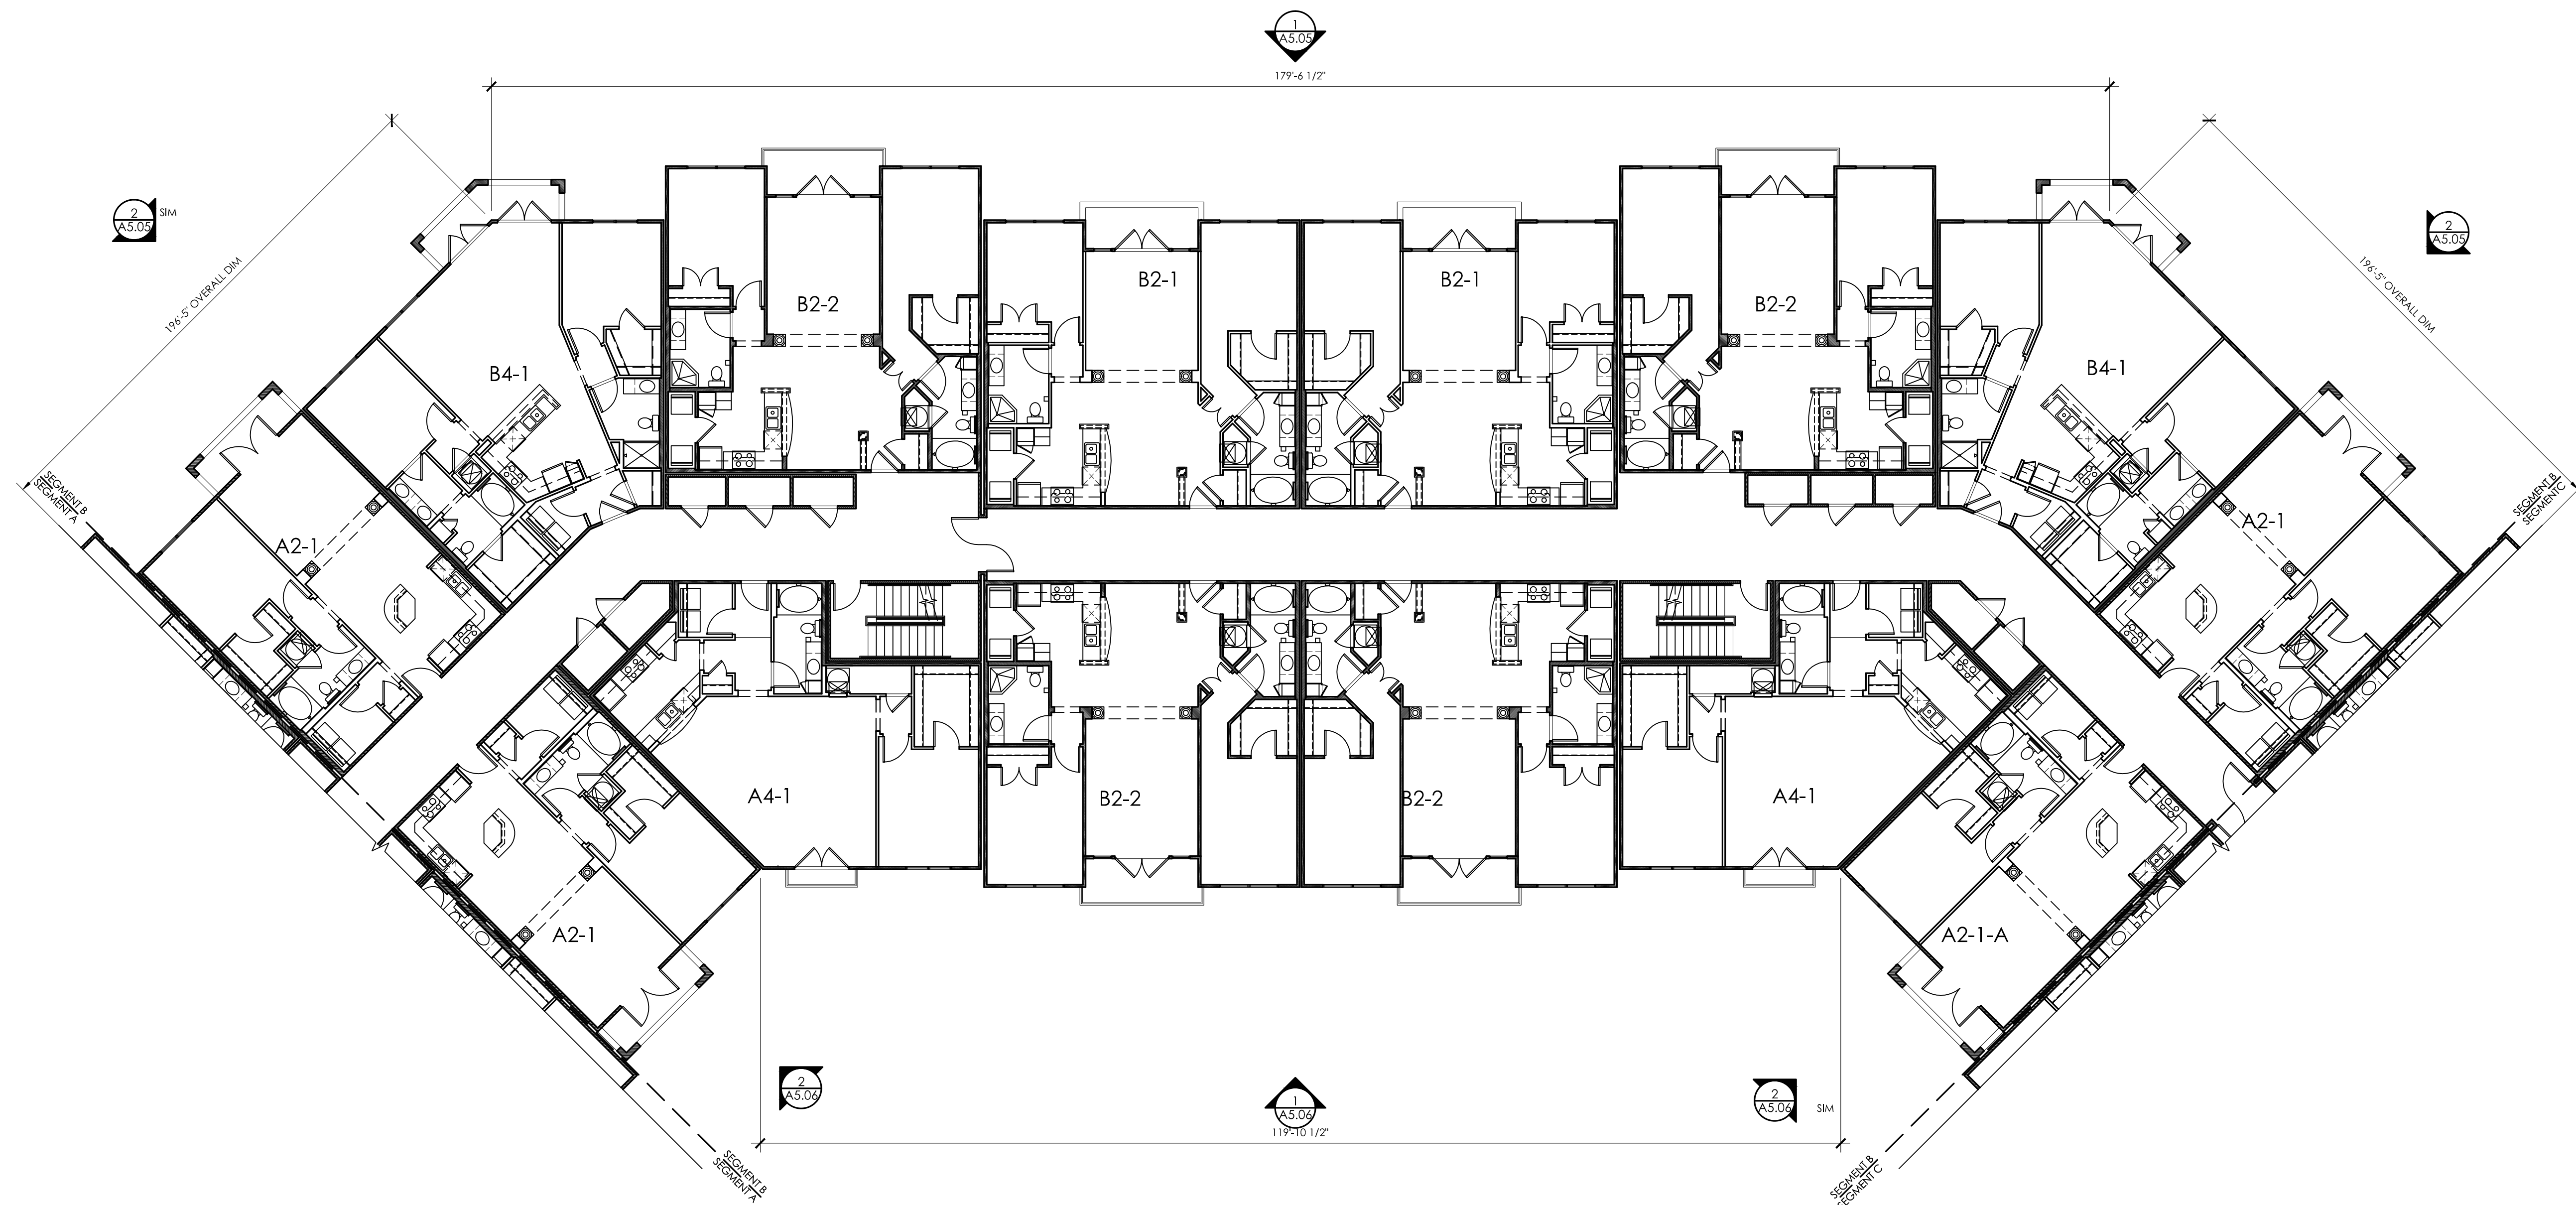 1
A5.05
179'-6 1/2"
2
A5.05
SIM
2
A5.05
196'-5" OVERALL DIM
196'-5" OVERALL DIM
B2-2
B2-1
B2-1
B2-2
B4-1
B4-1
SEGMENT B
SEGMENT A
SEGMENT B
SEGMENT C
A2-1
A2-1
A4-1
B2-2
B2-2
A4-1
A2-1
A2-1-A
2
A5.06
1
A5.06
2
A5.06
SIM
119'-10 1/2"
SEGMENT B
SEGMENT A
SEGMENT B
SEGMENT C